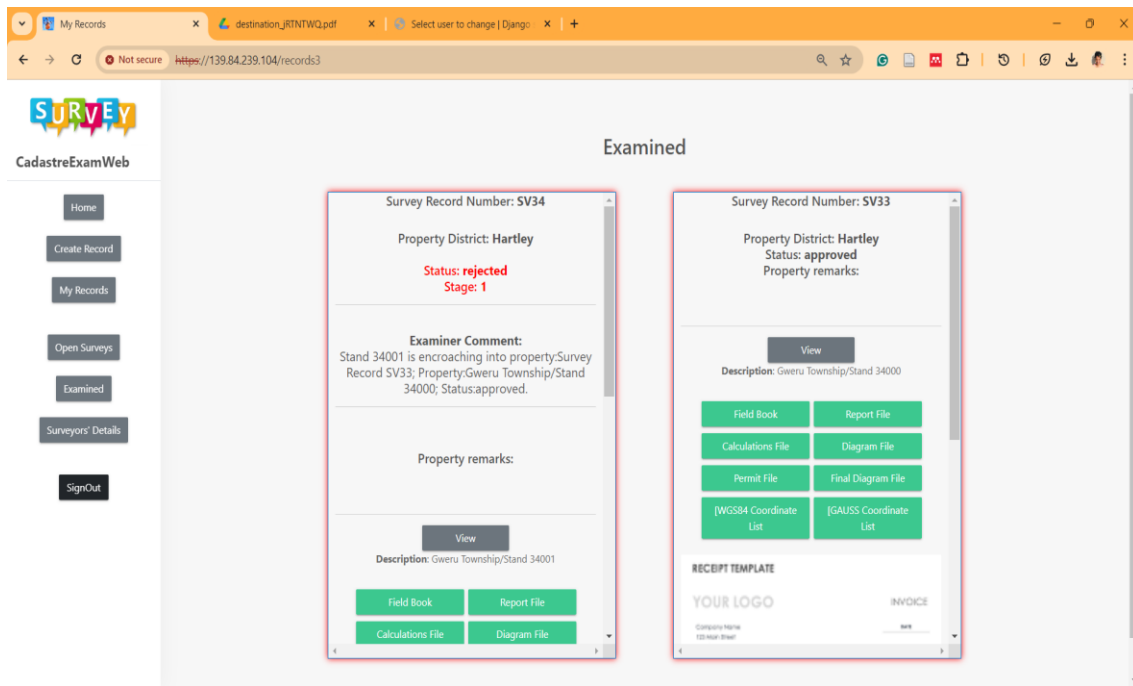 My Records
destination_jRTNTWQ.pdf
Select user to change | Django
Not secure
https://139.84.239.104/records3
SURVEY
CadastreExamWeb
Home
Create Record
My Records
Open Surveys
Examined
Surveyors' Details
SignOut
Examined
Survey Record Number: SV34
Property District: Hartley
Status: rejected
Stage: 1
Examiner Comment:
Stand 34001 is encroaching into property:Survey
Record SV33; Property:Gweru Township/Stand
34000; Status:approved.
Property remarks:
View
Description: Gweru Township/Stand 34001
Field Book
Report File
Calculations File
Diagram File
Survey Record Number: SV33
Property District: Hartley
Status: approved
Property remarks:
View
Description: Gweru Township/Stand 34000
Field Book
Report File
Calculations File
Diagram File
Permit File
Final Diagram File
[WGS84 Coordinate
List
[GAUSS Coordinate
List
RECEIPT TEMPLATE
YOUR LOGO
INVOICE
Company Name
DATE
123 Main Street